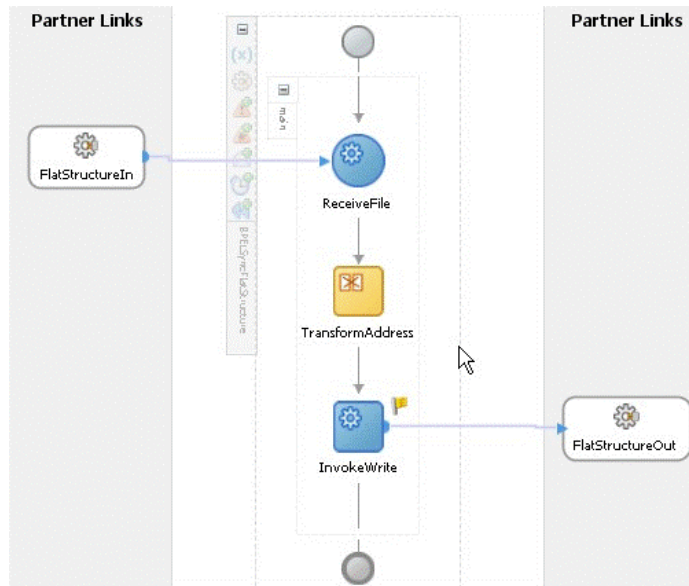 Partner Links
Partner Links
(x)
main
FlatStructureIn
ReceiveFile
BPELSyncFlatStructure
TransformAddress
InvokeWrite
FlatStructureOut